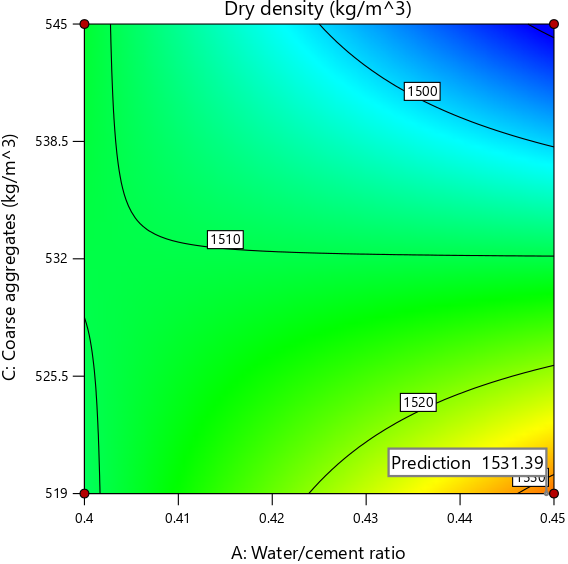 Dry density (kg/m^3)
545
538.5
532
525.5
519
C: Coarse aggregates (kg/m^3)
1500
1510
1520
Prediction 1531.39
0.4 0.41 0.42 0.43 0.44 0.45
A: Water/cement ratio